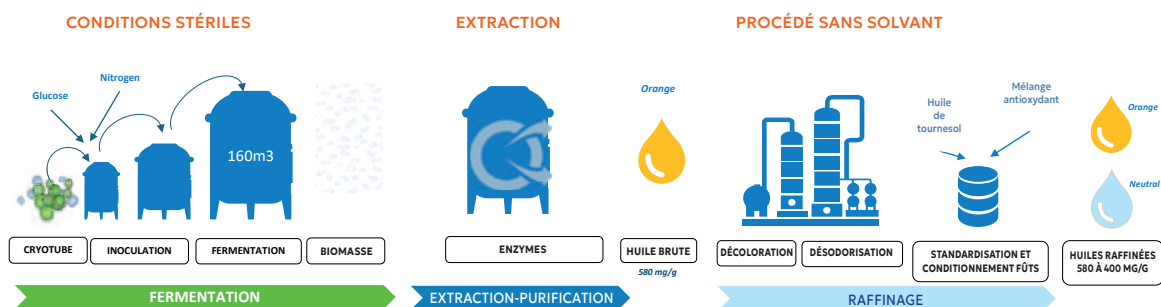 CONDITIONS STÉRILES
EXTRACTION
PROCÉDÉ SANS SOLVANT
Nitrogen
Glucose
160m3
Orange
Huile
de
tournesol
Mélange
antioxydant
Orange
Neutral
CRYOTUBE
INOCULATION
FERMENTATION
BIOMASSE
ENZYMES
HUILE BRUTE
580 mg/g
DÉCOLORATION
DÉSODORISATION
STANDARDISATION ET
CONDITIONNEMENT FÛTS
HUILES RAFFINÉES
580 À 400 MG/G
FERMENTATION
EXTRACTION-PURIFICATION
RAFFINAGE